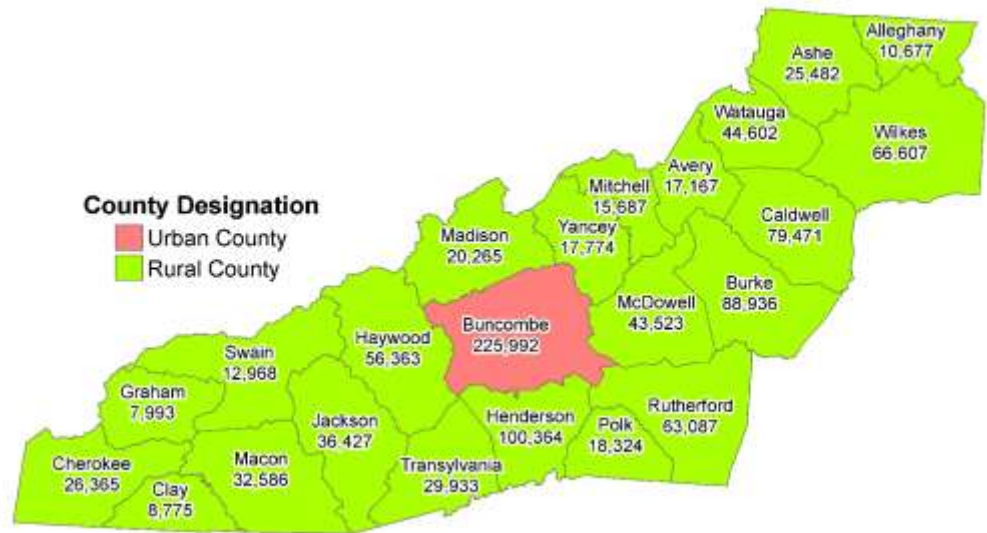 Alleghany
10,677
Ashe
25,482
Watauga
44,602
Wilkes
66,607
Avery
17,167
Mitchell
15,687
Caldwell
79,471
County Designation
Urban County
Rural County
Yancey
17,774
Madison
20,265
Burke
88,936
McDowell
43,523
Buncombe
225,992
Haywood
56,363
Swain
12,968
Graham
7,993
Jackson
36,427
Henderson
100,364
Polk
18,324
Rutherford
63,087
Cherokee
26,365
Clay
8,775
Macon
32,586
Transylvania
29,933